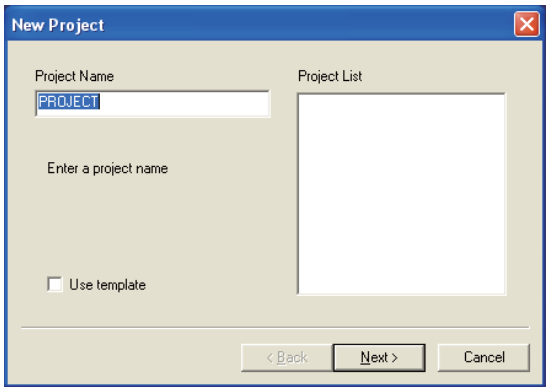 New Project
Project Name
Project List
PROJECT
Enter a project name
Use template
< Back
Next >
Cancel